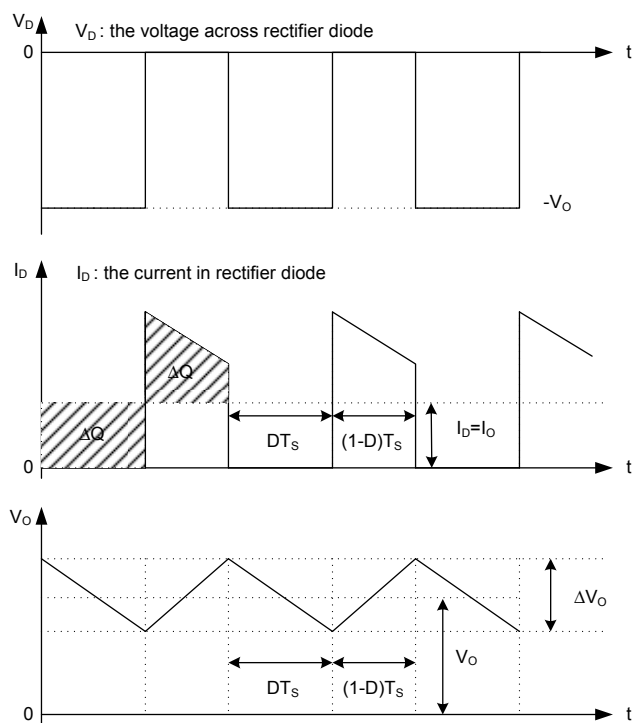 V_D
V_D : the voltage across rectifier diode
0
t
-V_O
I_D
I_D : the current in rectifier diode
ΔQ
ΔQ
DT_S
(1-D)T_S
I_D=I_O
0
t
V_O
ΔV_O
V_O
DT_S
(1-D)T_S
0
t